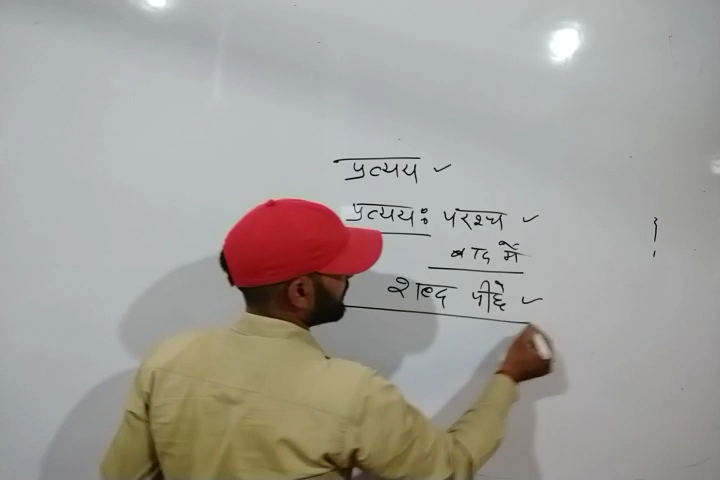 प्रत्यय
प्रत्ययः परश्च
बाद में
शब्द पीछे